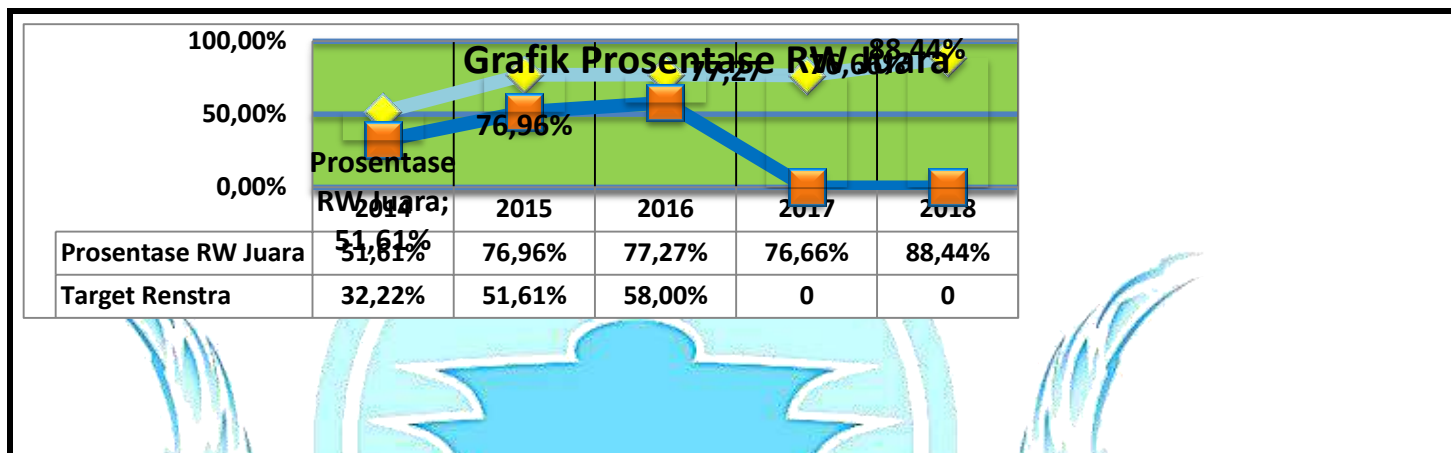 Grafik Prosentase RW Juara
100,00%
50,00%
0,00%
Prosentase
RW Juara;
51,61%
76,96%
77,27
76,66%
88,44%
2014 2015 2016 2017 2018
Prosentase RW Juara 51,61% 76,96% 77,27% 76,66% 88,44%
Target Renstra 32,22% 51,61% 58,00% 0 0